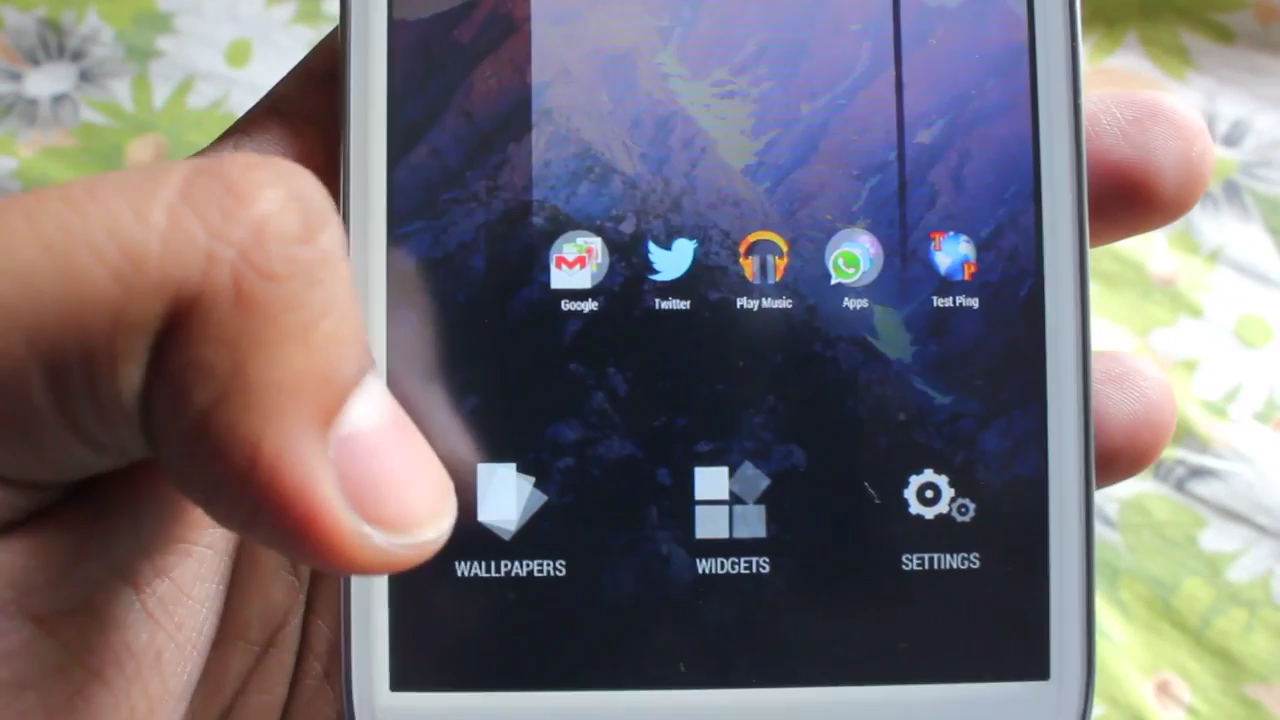 Google
Twitter
Play Music
Apps
Test Ping
T
P
WALLPAPERS
WIDGETS
SETTINGS